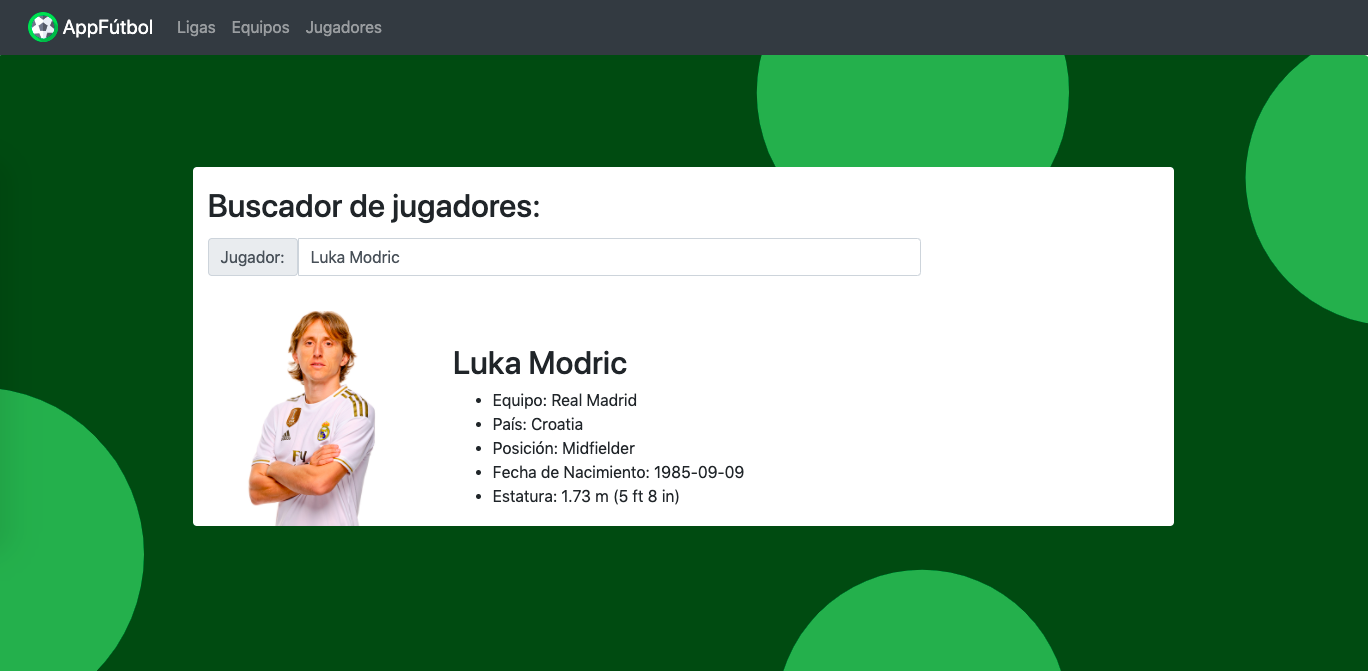 AppFútbol Ligas Equipos Jugadores
Buscador de jugadores:
Jugador: Luka Modric
Luka Modric
Equipo: Real Madrid
País: Croatia
Posición: Midfielder
Fecha de Nacimiento: 1985-09-09
Estatura: 1.73 m (5 ft 8 in)